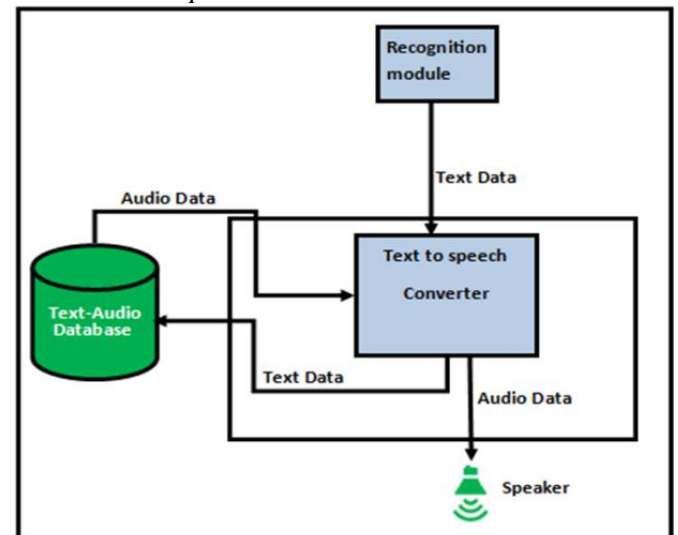 Recognition
module
Text Data
Audio Data
Text to speech
Converter
Text-Audio
Database
Text Data
Audio Data
Speaker